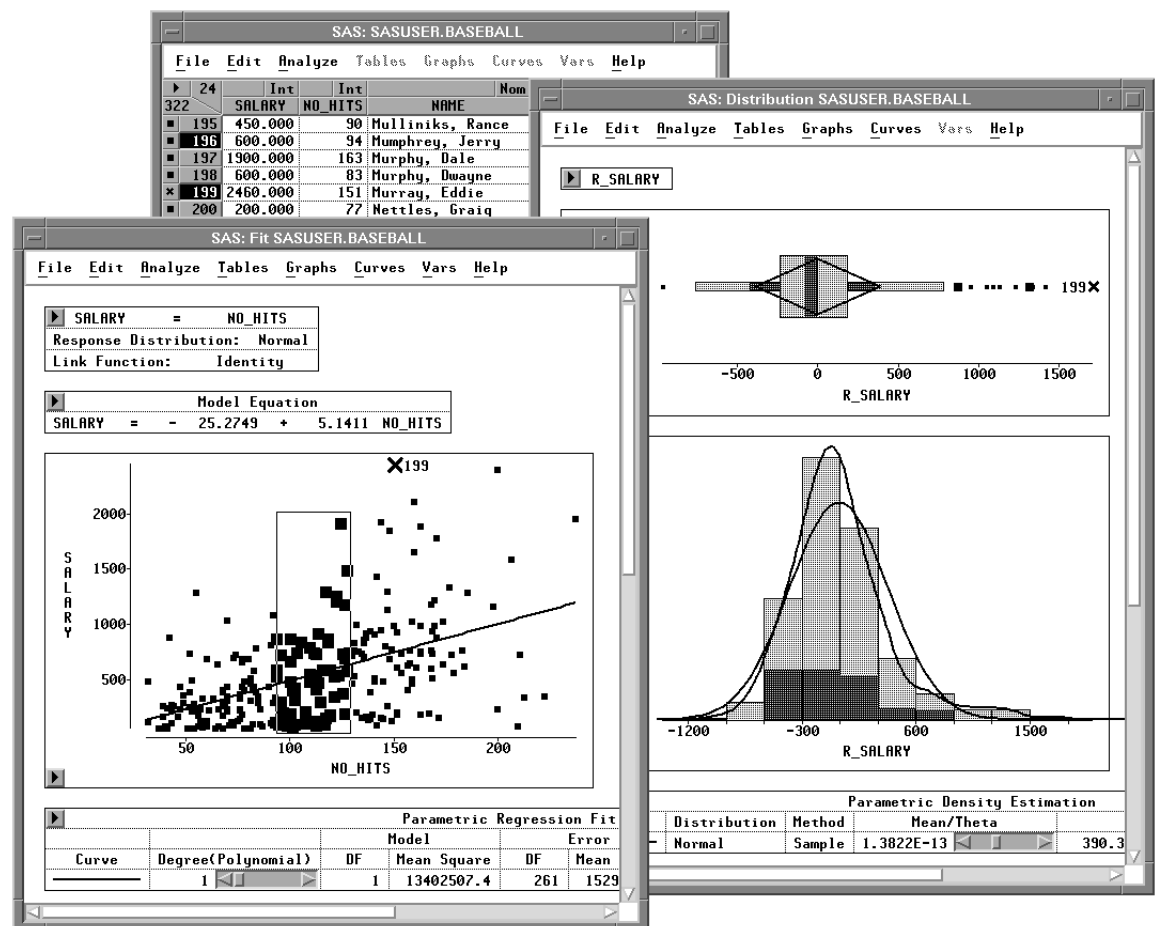 SAS: SASUSER.BASEBALL
File Edit Analyze Tables Graphs Curves Vars Help
24 Int Int Nom
322 SALARY NO_HITS NAME
195 450.000 90 Mulliniks, Rance
196 600.000 94 Mumphrey, Jerry
197 1900.000 163 Murphy, Dale
198 600.000 83 Murphy, Dwayne
199 2460.000 151 Murray, Eddie
200 200.000 77 Nettles, Graig
SAS: Distribution SASUSER.BASEBALL
File Edit Analyze Tables Graphs Curves Vars Help
R_SALARY
199
-500 0 500 1000 1500
R_SALARY
-1200 -300 600 1500
R_SALARY
Parametric Density Estimation
Distribution Method Mean/Theta
Normal Sample 1.3822E-13 390.3
SAS: Fit SASUSER.BASEBALL
File Edit Analyze Tables Graphs Curves Vars Help
SALARY = NO_HITS
Response Distribution: Normal
Link Function: Identity
Model Equation
SALARY = - 25.2749 + 5.1411 NO_HITS
199
2000
1500
1000
500
SALARY
50 100 150 200
NO_HITS
Parametric Regression Fit
Model Error
Curve Degree(Polynomial) DF Mean Square DF Mean
1 1 13402507.4 261 1529